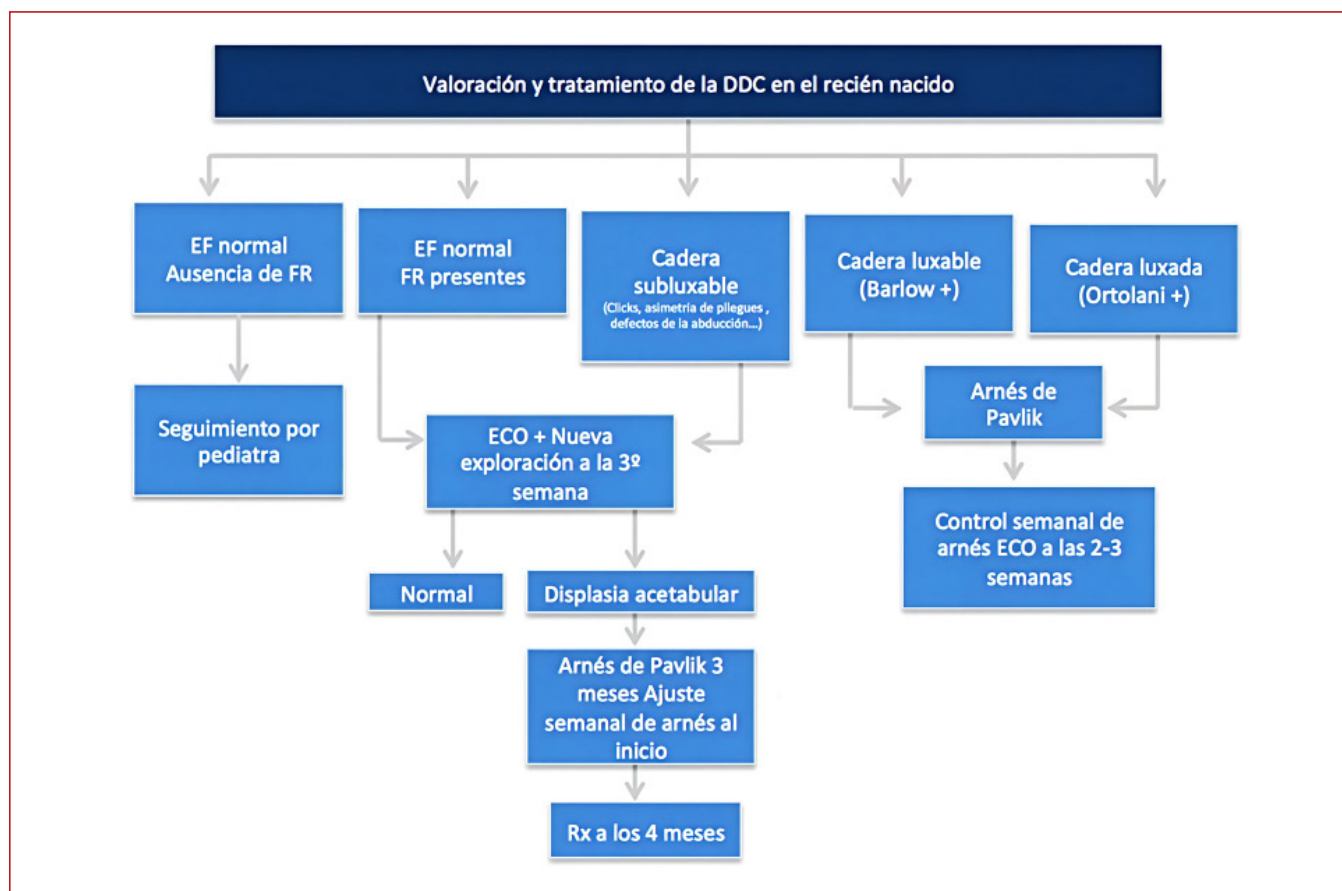 Valoración y tratamiento de la DDC en el recién nacido
EF normal
Ausencia de FR
EF normal
FR presentes
Cadera
subluxable
(Clicks, asimetría de pliegues ,
defectos de la abducción...)
Cadera luxable
(Barlow +)
Cadera luxada
(Ortolani +)
Seguimiento por
pediatra
ECO + Nueva
exploración a la 3º
semana
Arnés de
Pavlik
Normal
Displasia acetabular
Control semanal de
arnés ECO a las 2-3
semanas
Arnés de Pavlik 3
meses Ajuste
semanal de arnés al
inicio
Rx a los 4 meses